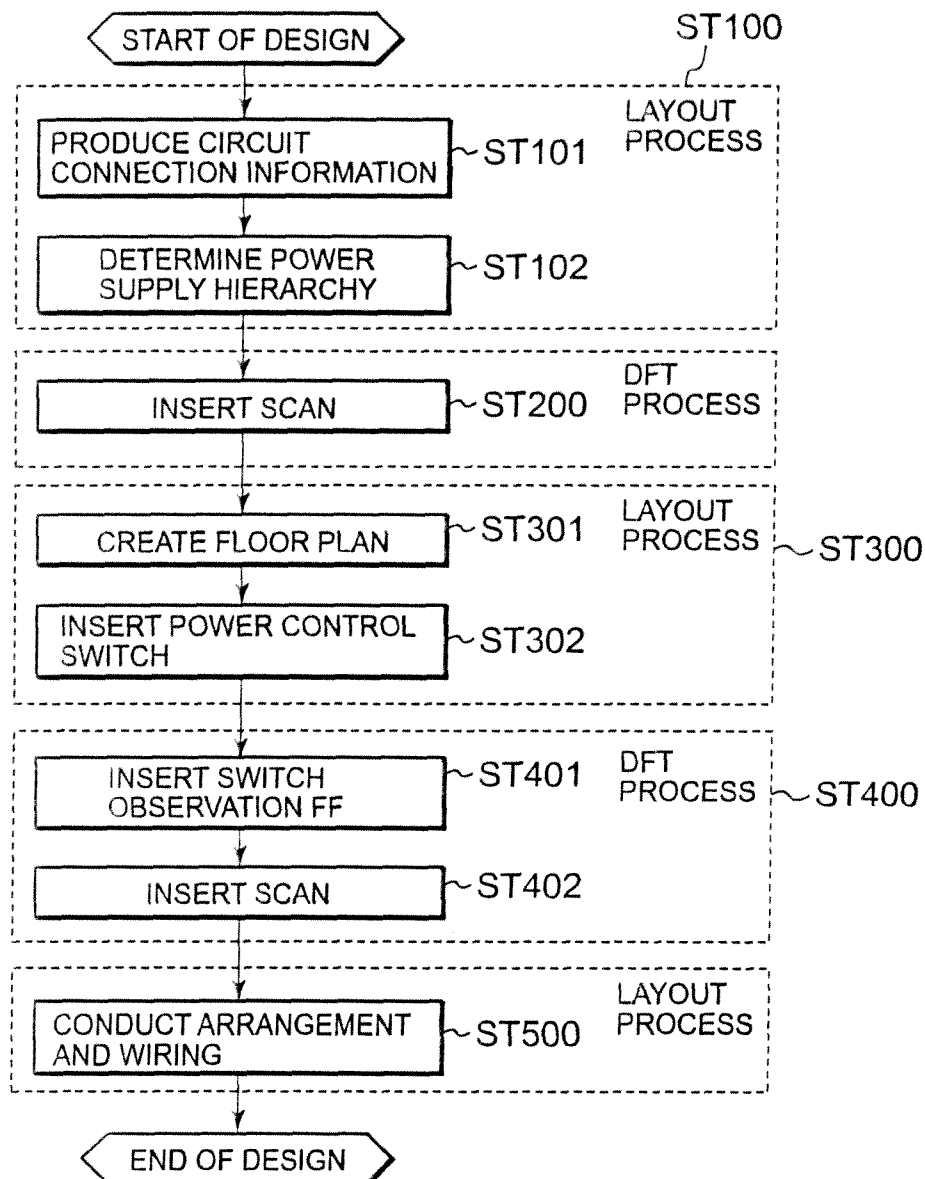 START OF DESIGN
ST100
LAYOUT
PROCESS
PRODUCE CIRCUIT
CONNECTION INFORMATION
ST101
DETERMINE POWER
SUPPLY HIERARCHY
ST102
DFT
PROCESS
INSERT SCAN
ST200
LAYOUT
PROCESS
CREATE FLOOR PLAN
ST301
ST300
INSERT POWER CONTROL
SWITCH
ST302
DFT
PROCESS
INSERT SWITCH
OBSERVATION FF
ST401
ST400
INSERT SCAN
ST402
LAYOUT
PROCESS
CONDUCT ARRANGEMENT
AND WIRING
ST500
END OF DESIGN